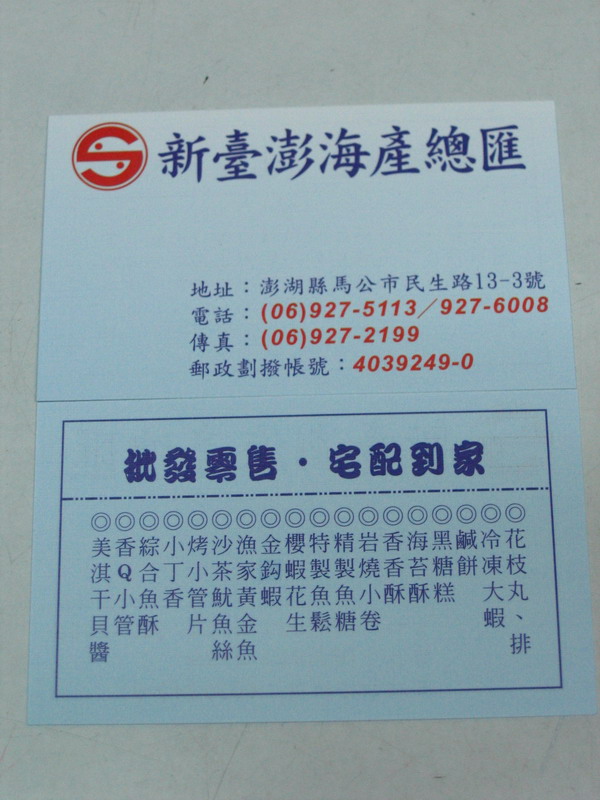 新臺澎海產總匯
地址：澎湖縣馬公市民生路13-3號
電話：(06)927-5113／927-6008
傳真：(06)927-2199
郵政劃撥帳號：4039249-0
批發零售・宅配到家
◎花枝丸、排
◎冷凍大蝦
◎鹹餅
◎黑糖糕
◎海苔酥
◎香香酥
◎岩燒小卷
◎精製魚糖
◎特製魚鬆
◎櫻蝦花生
◎金鈎蝦
◎漁家黃金魚
◎沙茶魷魚絲
◎烤小管片
◎小丁香
◎綜合魚酥
◎香Q小管
◎美淇干貝醬